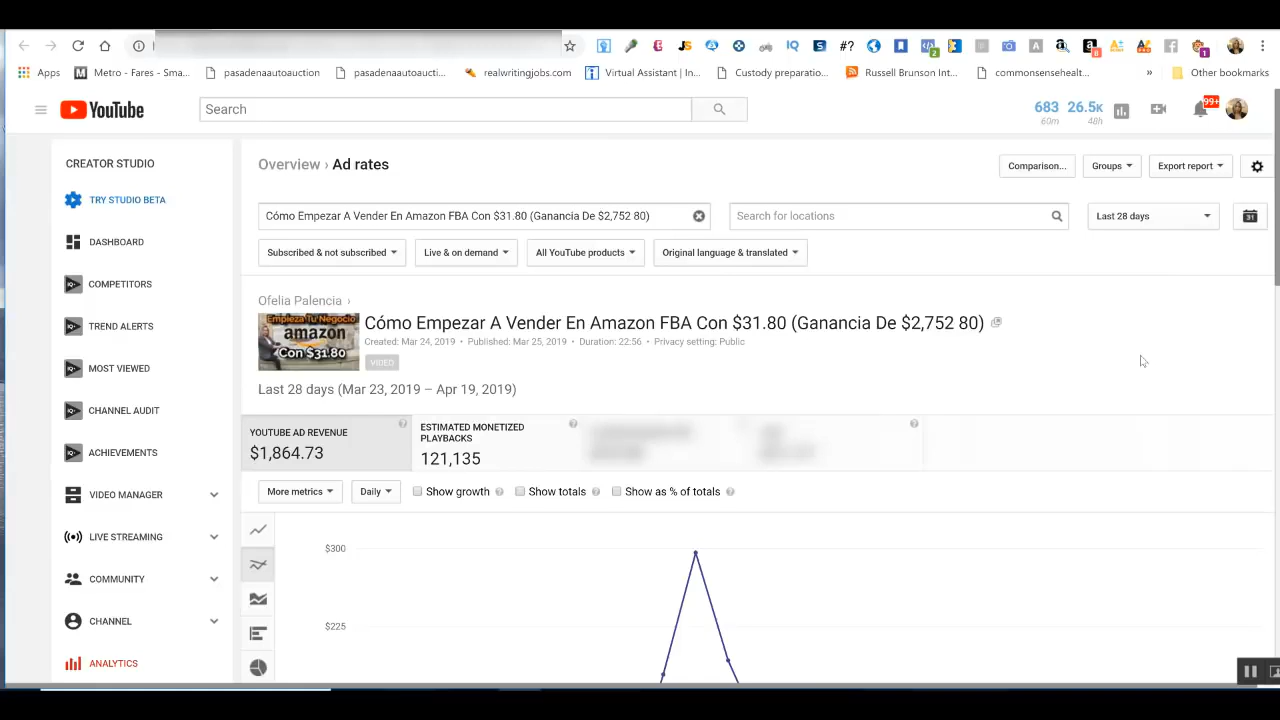 Apps
Metro - Fares - Sma...
pasadenaautoauction
pasadenaautoaucti...
realwritingjobs.com
Virtual Assistant | In...
Custody preparatio...
Russell Brunson Int...
commonsensehealt...
»
Other bookmarks
YouTube
Search
683
60m
26.5K
48h
99+
CREATOR STUDIO
TRY STUDIO BETA
DASHBOARD
COMPETITORS
TREND ALERTS
MOST VIEWED
CHANNEL AUDIT
ACHIEVEMENTS
VIDEO MANAGER
LIVE STREAMING
COMMUNITY
CHANNEL
ANALYTICS
Overview › Ad rates
Comparison...
Groups
Export report
Cómo Empezar A Vender En Amazon FBA Con $31.80 (Ganancia De $2,752 80)
Search for locations
Last 28 days
31
Subscribed & not subscribed
Live & on demand
All YouTube products
Original language & translated
Ofelia Palencia ›
Empieza Tu Negocio
amazon
Con $31.80
Cómo Empezar A Vender En Amazon FBA Con $31.80 (Ganancia De $2,752 80)
Created: Mar 24, 2019 • Published: Mar 25, 2019 • Duration: 22:56 • Privacy setting: Public
VIDEO
Last 28 days (Mar 23, 2019 – Apr 19, 2019)
YOUTUBE AD REVENUE
$1,864.73
ESTIMATED MONETIZED
PLAYBACKS
121,135
More metrics
Daily
Show growth
Show totals
Show as % of totals
$300
$225